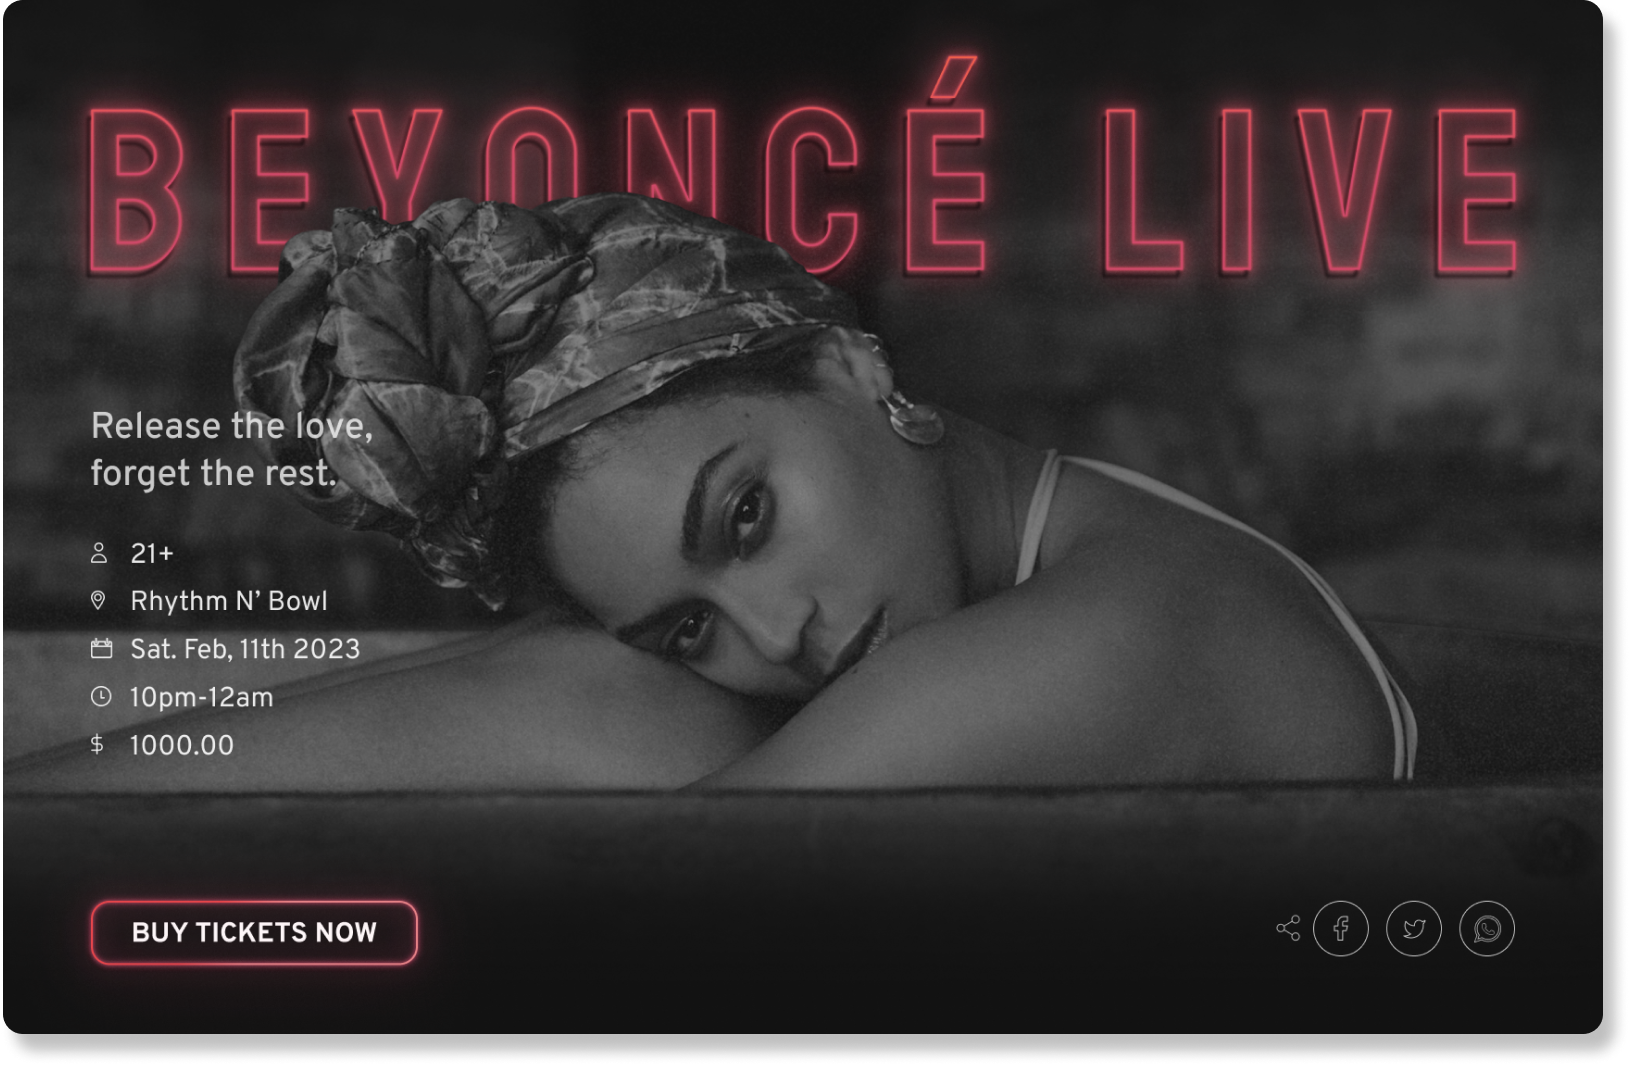 BEYONCÉ LIVE
Release the love,
forget the rest.
21+
Rhythm N’ Bowl
Sat. Feb, 11th 2023
10pm-12am
$ 1000.00
BUY TICKETS NOW